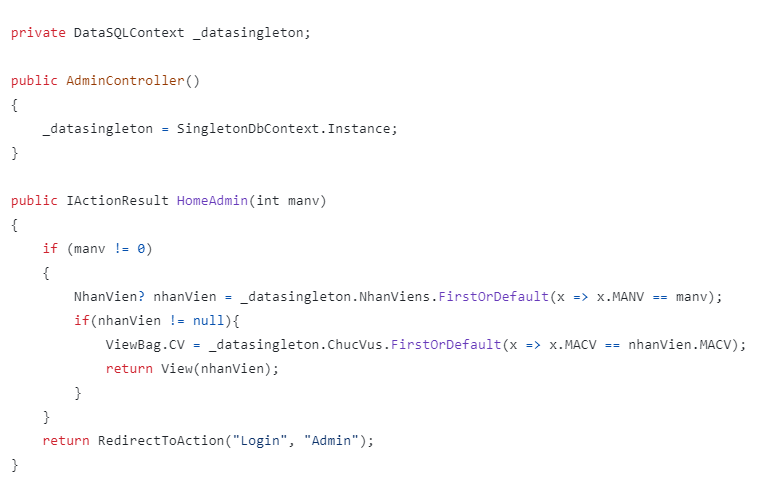 private DataSQLContext _datasingleton;

public AdminController()
{
    _datasingleton = SingletonDbContext.Instance;
}

public IActionResult HomeAdmin(int manv)
{
    if (manv != 0)
    {
        NhanVien? nhanVien = _datasingleton.NhanViens.FirstOrDefault(x => x.MANV == manv);
        if(nhanVien != null){
            ViewBag.CV = _datasingleton.ChucVus.FirstOrDefault(x => x.MACV == nhanVien.MACV);
            return View(nhanVien);
        }
    }
    return RedirectToAction("Login", "Admin");
}